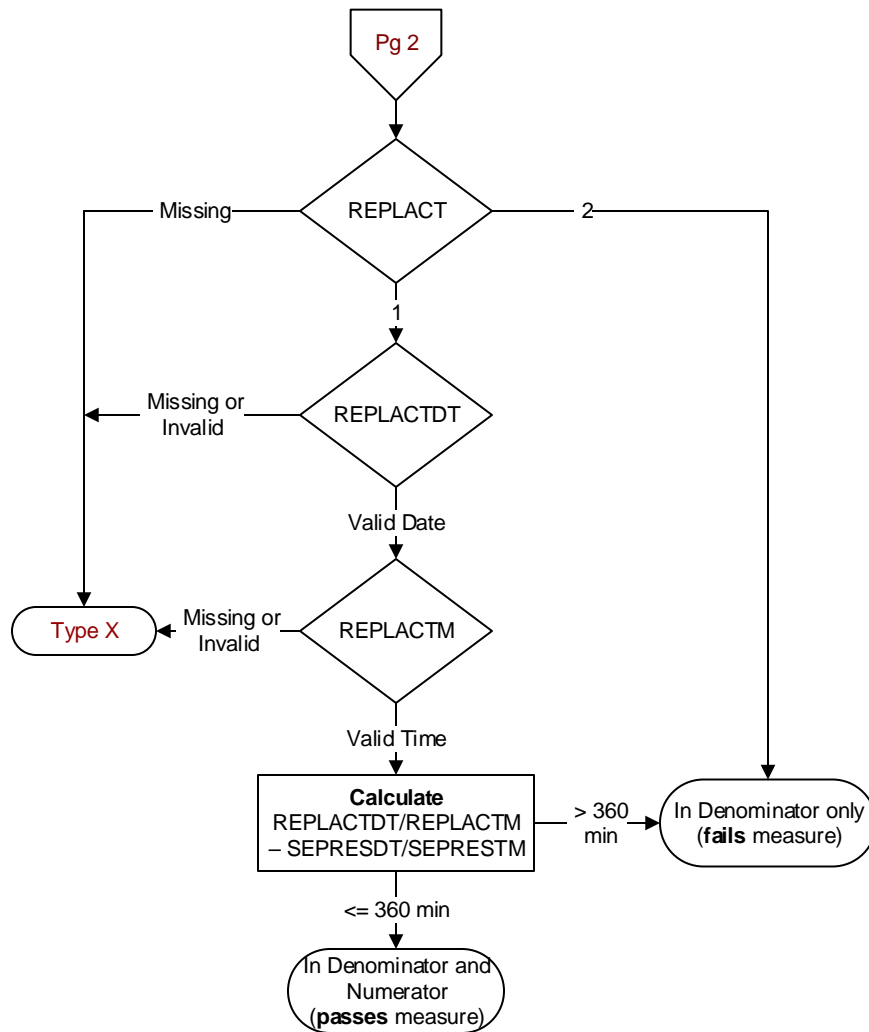 Pg 2
REPLACT
Missing
2
1
REPLACTDT
Missing or
Invalid
Valid Date
REPLACTM
Missing or
Invalid
Type X
Valid Time
Calculate
REPLACTDT/REPLACTM
– SEPRESDT/SEPRESTM
> 360
min
In Denominator only
(fails measure)
<= 360 min
In Denominator and
Numerator
(passes measure)